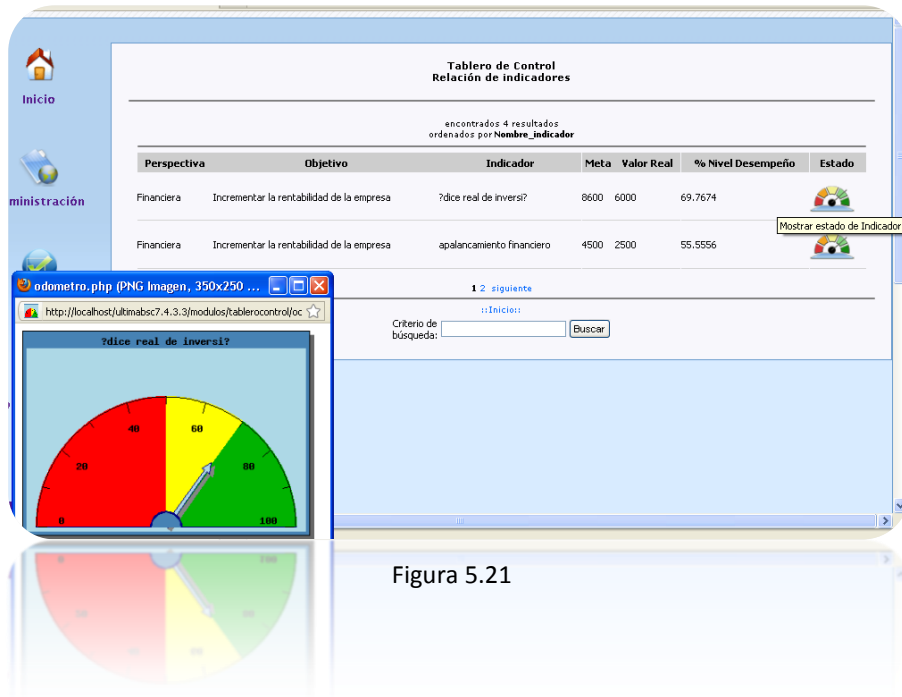 Tablero de Control
Relación de indicadores
Inicio
encontrados 4 resultados
ordenados por Nombre_indicador
Perspectiva Objetivo Indicador Meta Valor Real % Nivel Desempeño Estado
ministración
Financiera Incrementar la rentabilidad de la empresa ?dice real de inversi? 8600 6000 69.7674
Mostrar estado de Indicador
Financiera Incrementar la rentabilidad de la empresa apalancamiento financiero 4500 2500 55.5556
1 2 siguiente
::Inicio::
Criterio de
búsqueda:
Buscar
odometro.php (PNG Imagen, 350x250 ...
http://localhost/ultimabsc7.4.3.3/modulos/tablerocontrol/oc
?dice real de inversi?
0 20 40 60 80 100
Figura 5.21